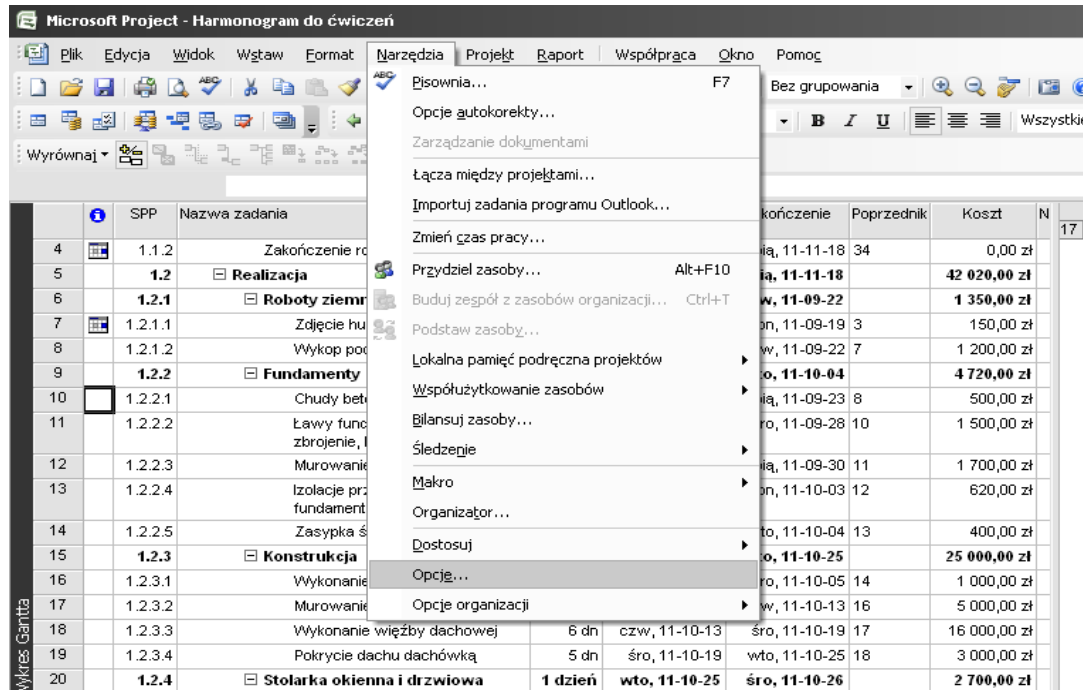 Microsoft Project - Harmonogram do ćwiczeń
Plik Edycja Widok Wstaw Format Narzędzia Projekt Raport Współpraca Okno Pomoc
Bez grupowania
B I U Wszystkie
Wyrównaj
Pisownia... F7
Opcje autokorekty...
Zarządzanie dokumentami
Łącza między projektami...
Importuj zadania programu Outlook...
Zmień czas pracy...
Przydziel zasoby... Alt+F10
Buduj zespół z zasobów organizacji... Ctrl+T
Podstaw zasoby...
Lokalna pamięć podręczna projektów
Współużytkowanie zasobów
Bilansuj zasoby...
Śledzenie
Makro
Organizator...
Dostosuj
Opcje...
Opcje organizacji
SPP Nazwa zadania kończenie Poprzednik Koszt N 17
4 1.1.2 Zakończenie ro ią, 11-11-18 34 0,00 zł
5 1.2 Realizacja ią, 11-11-18 42 020,00 zł
6 1.2.1 Roboty ziemn w, 11-09-22 1 350,00 zł
7 1.2.1.1 Zdjęcie hu on, 11-09-19 3 150,00 zł
8 1.2.1.2 Wykop pod w, 11-09-22 7 1 200,00 zł
9 1.2.2 Fundamenty to, 11-10-04 4 720,00 zł
10 1.2.2.1 Chudy bet ią, 11-09-23 8 500,00 zł
11 1.2.2.2 Ławy func ro, 11-09-28 10 1 500,00 zł
zbrojenie,
12 1.2.2.3 Murowanie ią, 11-09-30 11 1 700,00 zł
13 1.2.2.4 Izolacje prz on, 11-10-03 12 620,00 zł
fundament
14 1.2.2.5 Zasypka ś to, 11-10-04 13 400,00 zł
15 1.2.3 Konstrukcja to, 11-10-25 25 000,00 zł
16 1.2.3.1 Wykonanie ro, 11-10-05 14 1 000,00 zł
17 1.2.3.2 Murowanie w, 11-10-13 16 5 000,00 zł
18 1.2.3.3 Wykonanie więźby dachowej 6 dn czw, 11-10-13 śro, 11-10-19 17 16 000,00 zł
19 1.2.3.4 Pokrycie dachu dachówką 5 dn śro, 11-10-19 wto, 11-10-25 18 3 000,00 zł
20 1.2.4 Stolarka okienna i drzwiowa 1 dzień wto, 11-10-25 śro, 11-10-26 2 700,00 zł
Wykres Gantta